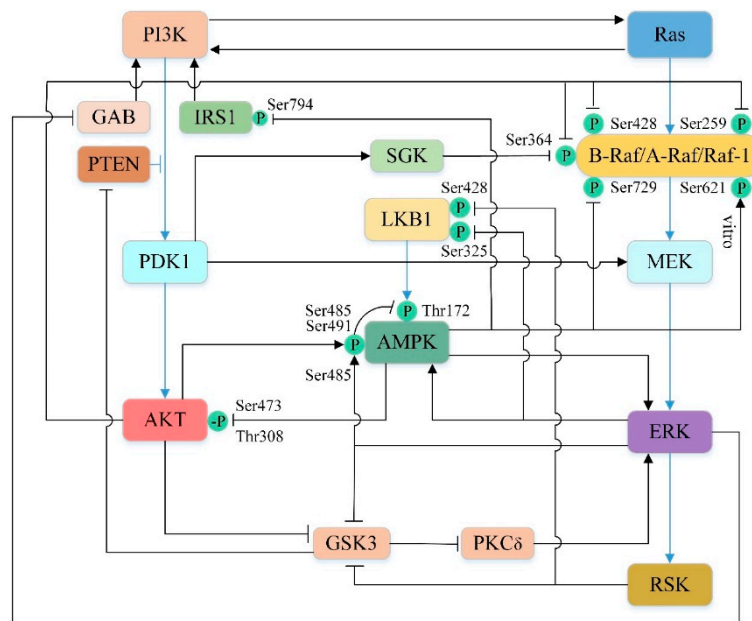 PI3K
Ras
GAB
IRS1
P
Ser794
P
Ser428
Ser259
P
Ser364
P
B-Raf/A-Raf/Raf-1
PTEN
SGK
Ser428
P
Ser729
P
Ser621
P
LKB1
P
Ser325
vitro
PDK1
MEK
Ser485
Ser491
P
Thr172
P
AMPK
Ser485
AKT
-P
Ser473
Thr308
ERK
GSK3
PKCδ
RSK